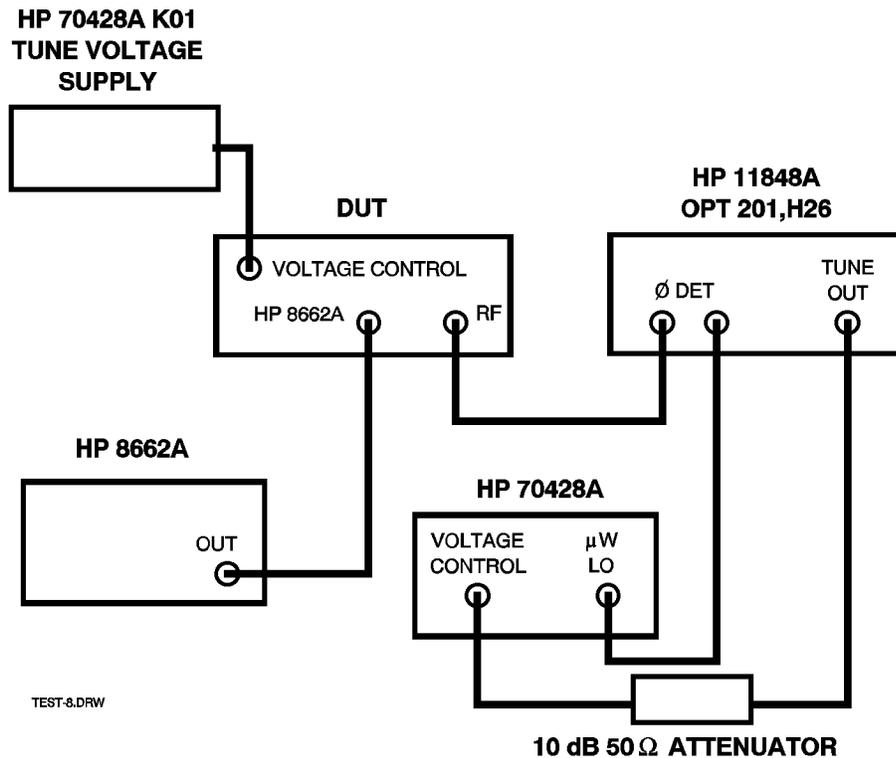 HP 70428A K01
TUNE VOLTAGE
SUPPLY
HP 11848A
OPT 201,H26
DUT
VOLTAGE CONTROL
HP 8662A
RF
Ø DET
TUNE
OUT
HP 8662A
OUT
HP 70428A
VOLTAGE
CONTROL
µW
LO
TEST-8.DRW
10 dB 50Ω ATTENUATOR